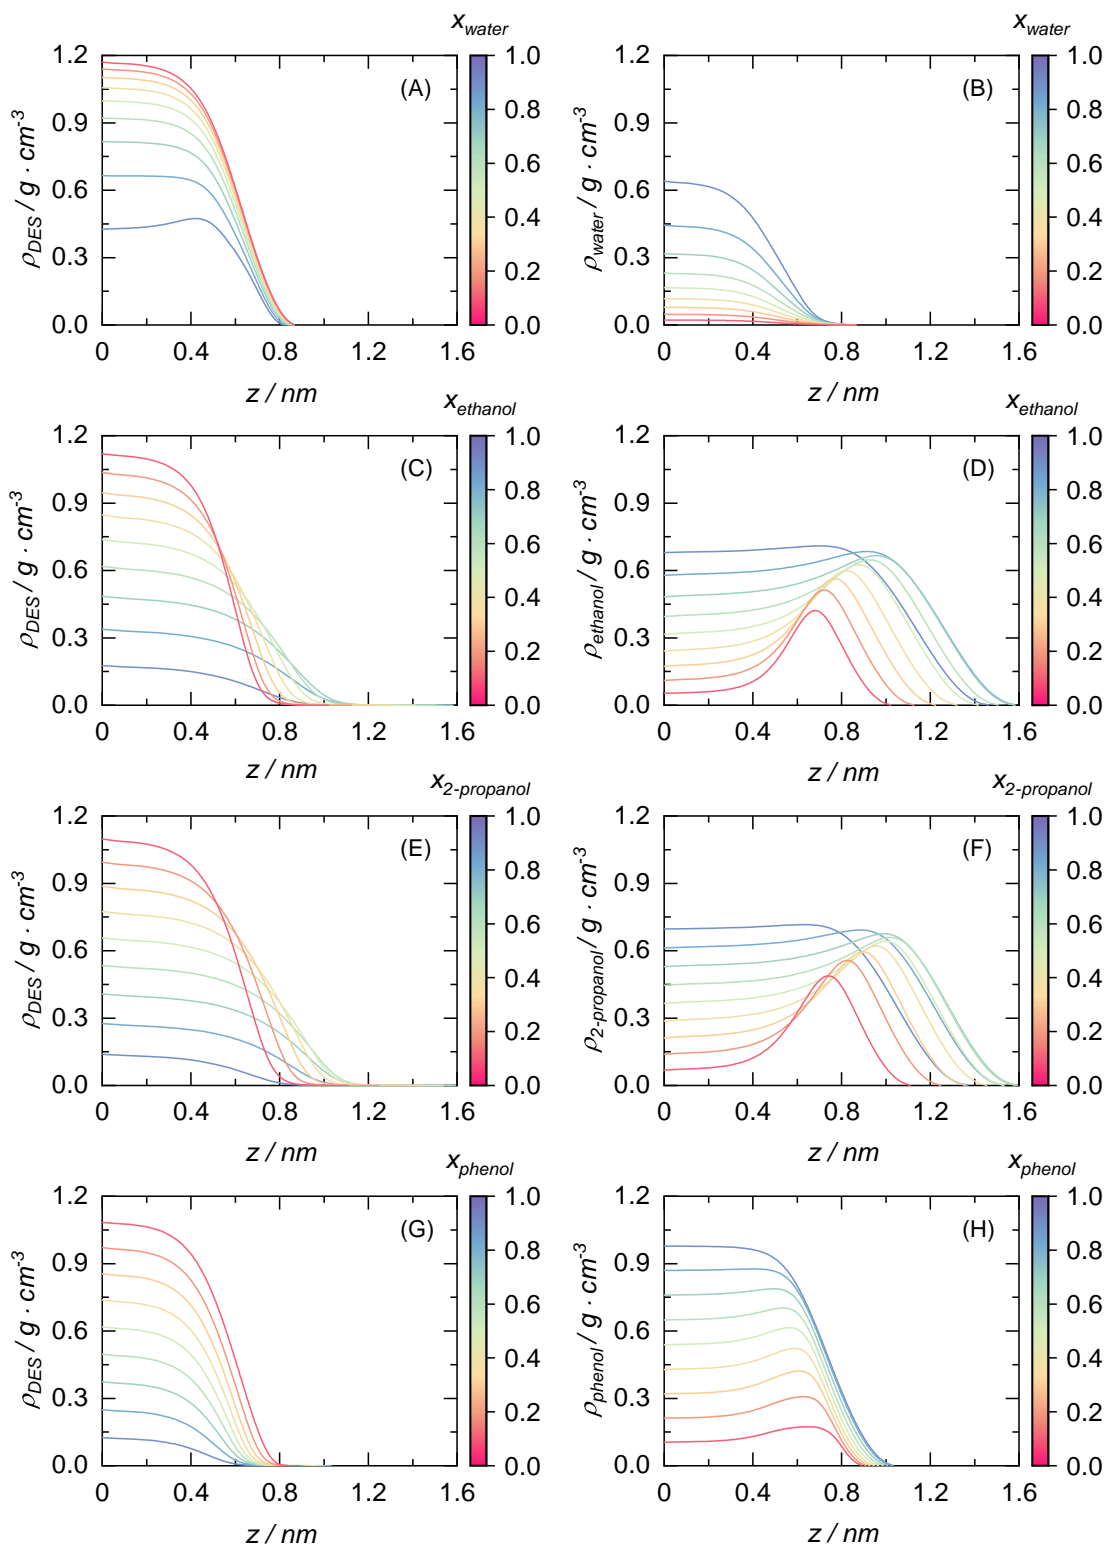 x_water x_water
1.2 1.0 1.2 1.0
(A) (B)
0.9 0.8 0.9 0.8
0.6 0.6 0.6 0.6
ρ_DES / g · cm^-3 ρ_water / g · cm^-3
0.4 0.4
0.3 0.2 0.3 0.2
0.0 0.0 0.0 0.0
0 0.4 0.8 1.2 1.6 0 0.4 0.8 1.2 1.6
z / nm z / nm
x_ethanol x_ethanol
1.2 1.0 1.2 1.0
(C) (D)
0.9 0.8 0.9 0.8
0.6 0.6 0.6 0.6
ρ_DES / g · cm^-3 ρ_ethanol / g · cm^-3
0.4 0.4
0.3 0.2 0.3 0.2
0.0 0.0 0.0 0.0
0 0.4 0.8 1.2 1.6 0 0.4 0.8 1.2 1.6
z / nm z / nm
x_2-propanol x_2-propanol
1.2 1.0 1.2 1.0
(E) (F)
0.9 0.8 0.9 0.8
0.6 0.6 0.6 0.6
ρ_DES / g · cm^-3 ρ_2-propanol / g · cm^-3
0.4 0.4
0.3 0.2 0.3 0.2
0.0 0.0 0.0 0.0
0 0.4 0.8 1.2 1.6 0 0.4 0.8 1.2 1.6
z / nm z / nm
x_phenol x_phenol
1.2 1.0 1.2 1.0
(G) (H)
0.9 0.8 0.9 0.8
0.6 0.6 0.6 0.6
ρ_DES / g · cm^-3 ρ_phenol / g · cm^-3
0.4 0.4
0.3 0.2 0.3 0.2
0.0 0.0 0.0 0.0
0 0.4 0.8 1.2 1.6 0 0.4 0.8 1.2 1.6
z / nm z / nm